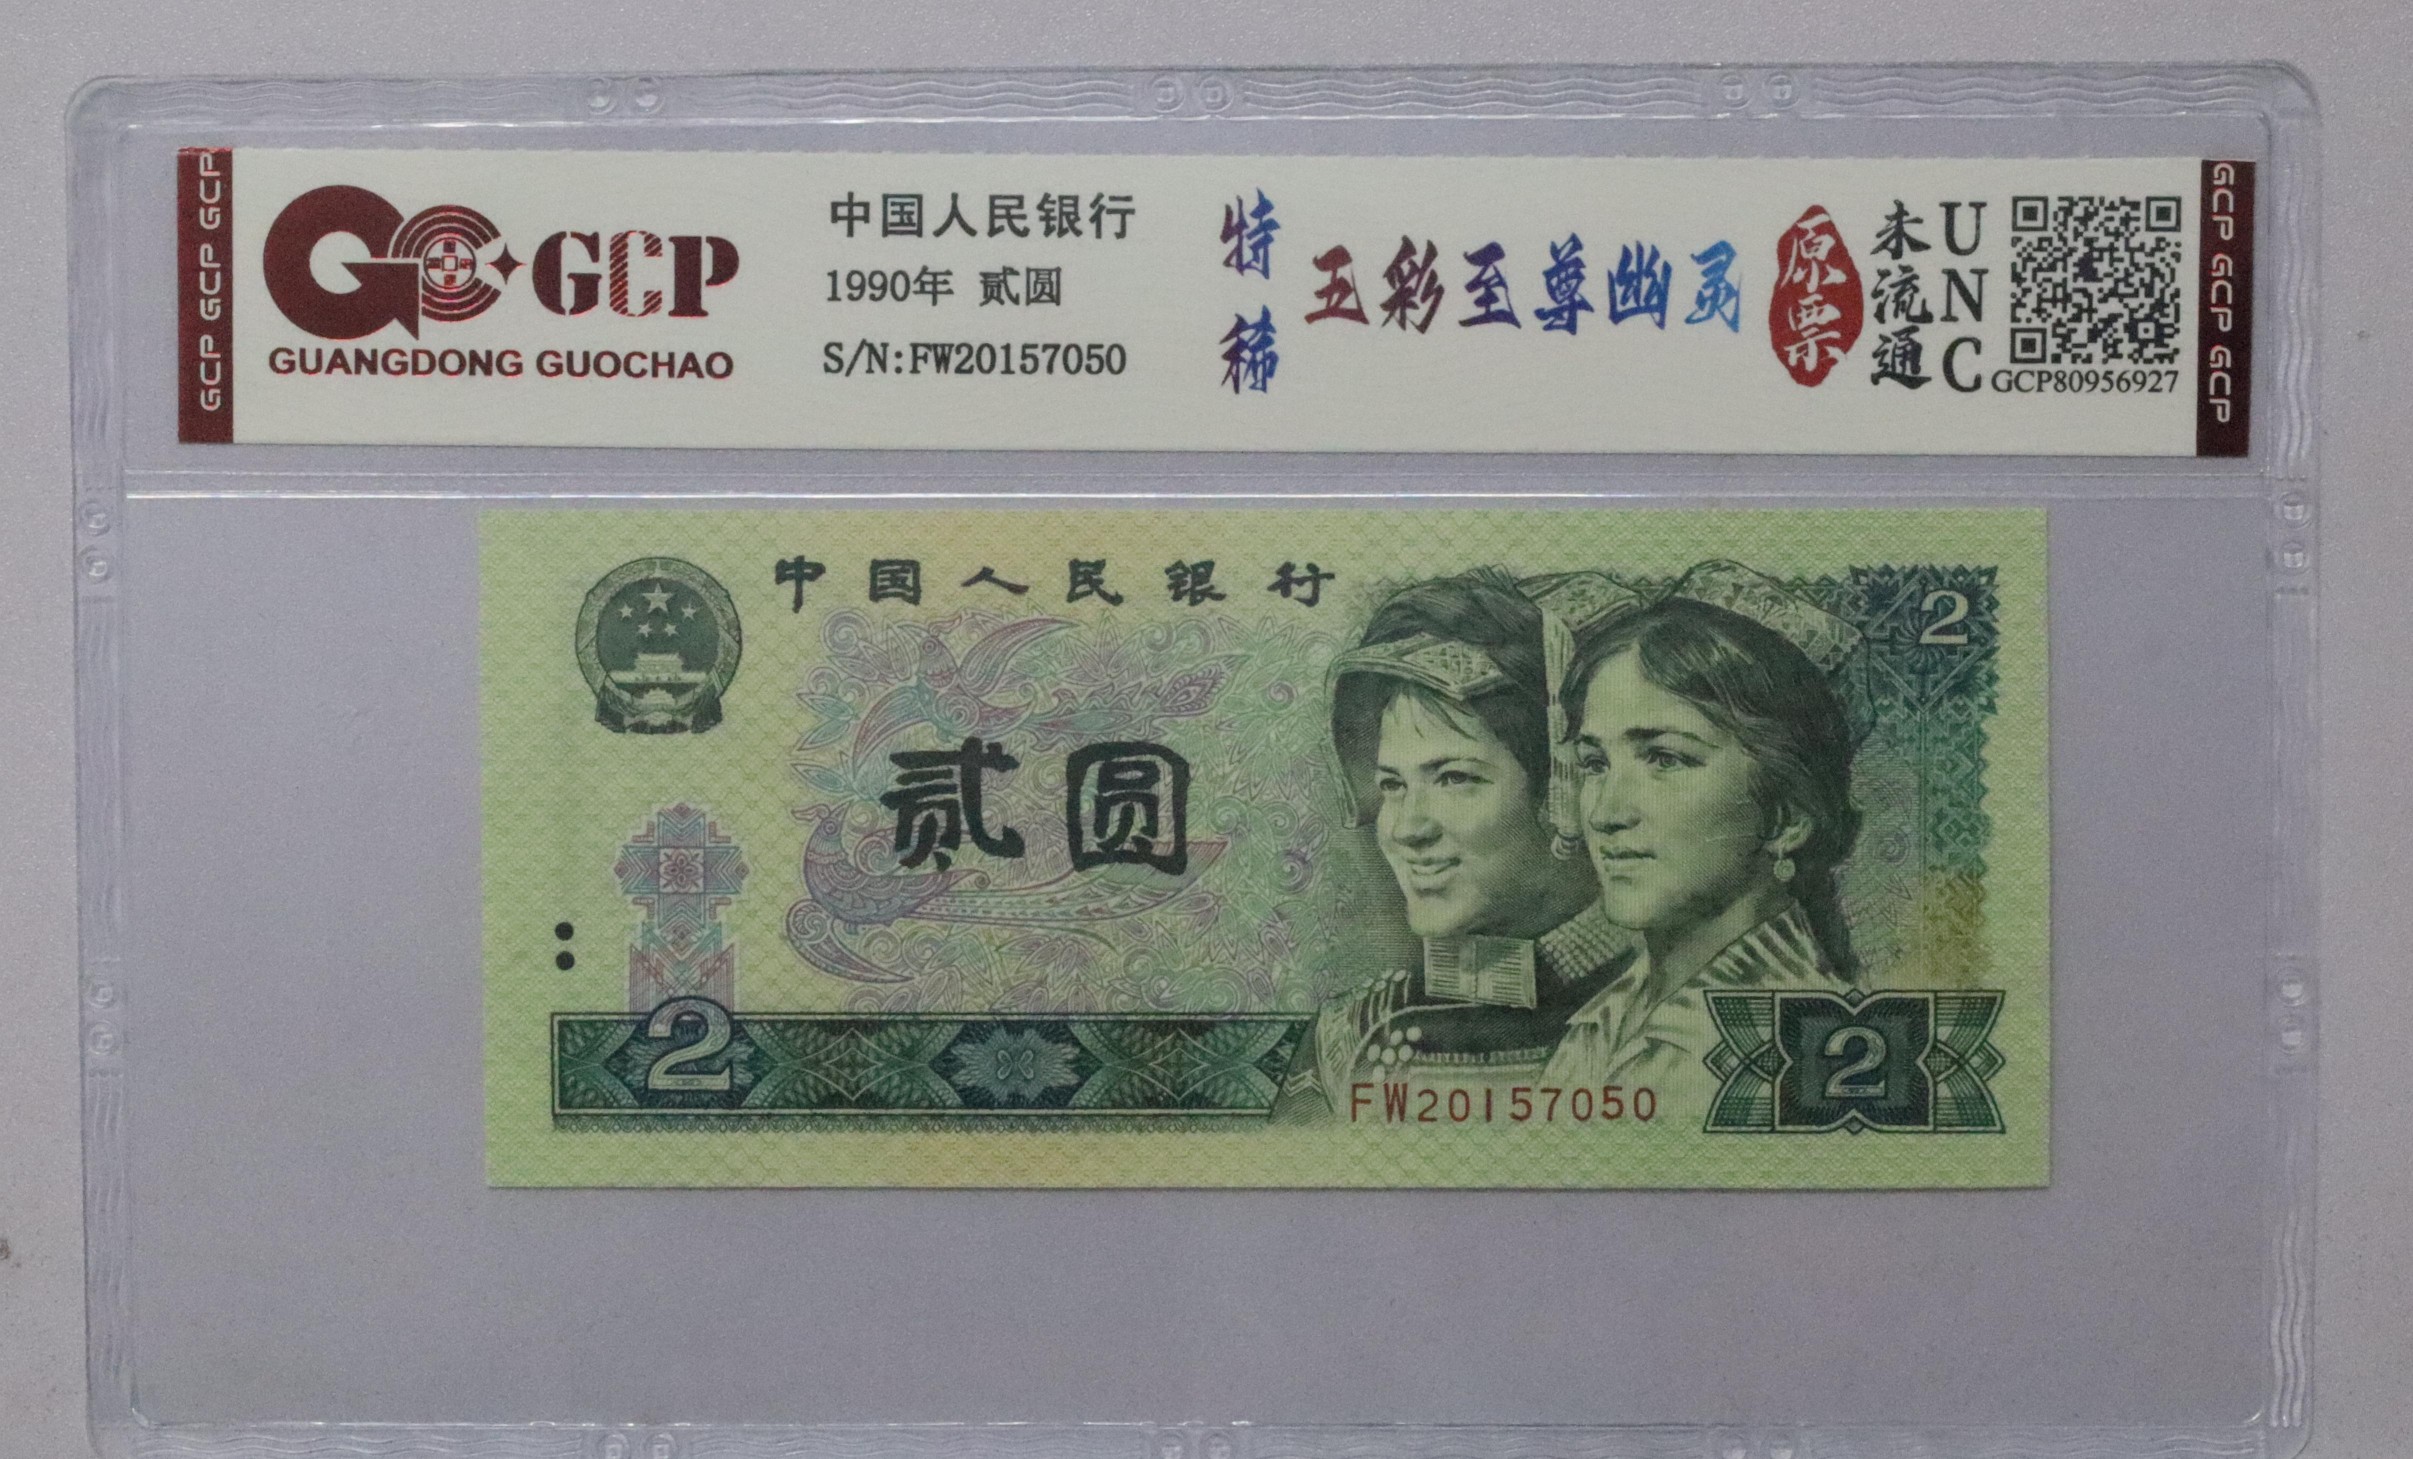 GCP GCP GCP
GCP
GUANGDONG GUOCHAO
中国人民银行
1990年 贰圆
S/N:FW20157050
特稀
五彩至尊幽灵
原票
未流通
UNC
GCP80956927
GCP GCP GCP
中国人民银行
2
贰圆
2
FW20157050
2